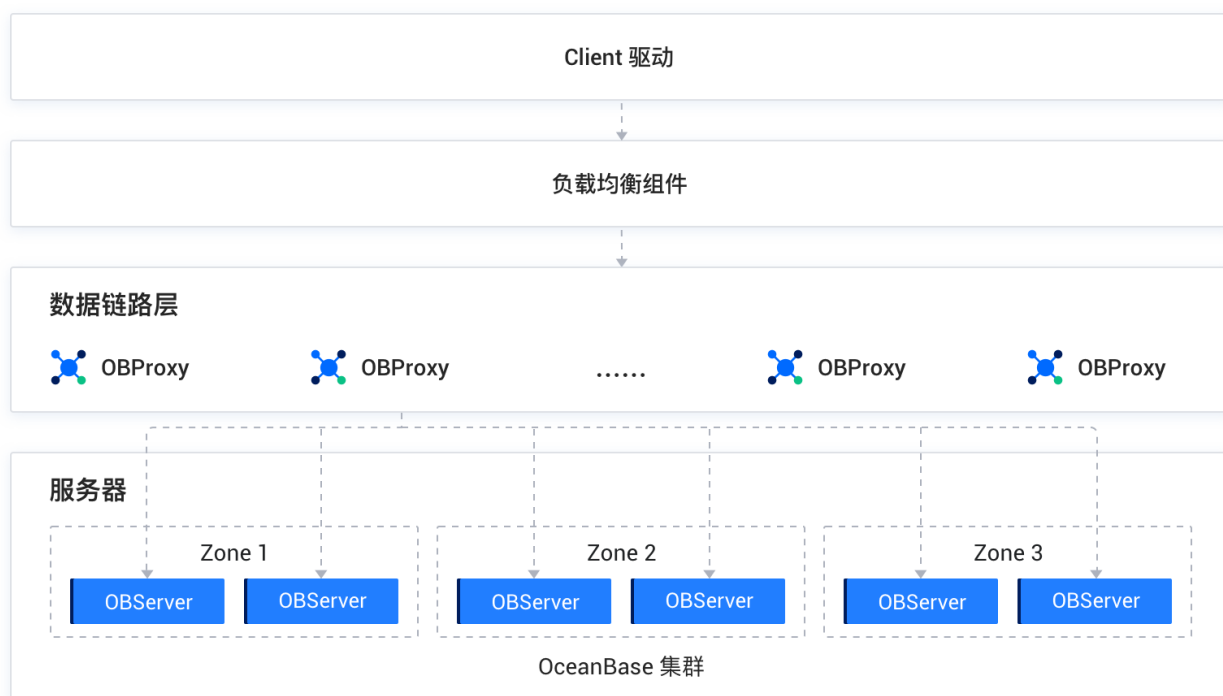 Client 驱动
负载均衡组件
数据链路层
OBProxy OBProxy ...... OBProxy OBProxy
服务器
Zone 1 Zone 2 Zone 3
OBServer OBServer OBServer OBServer OBServer OBServer
OceanBase 集群